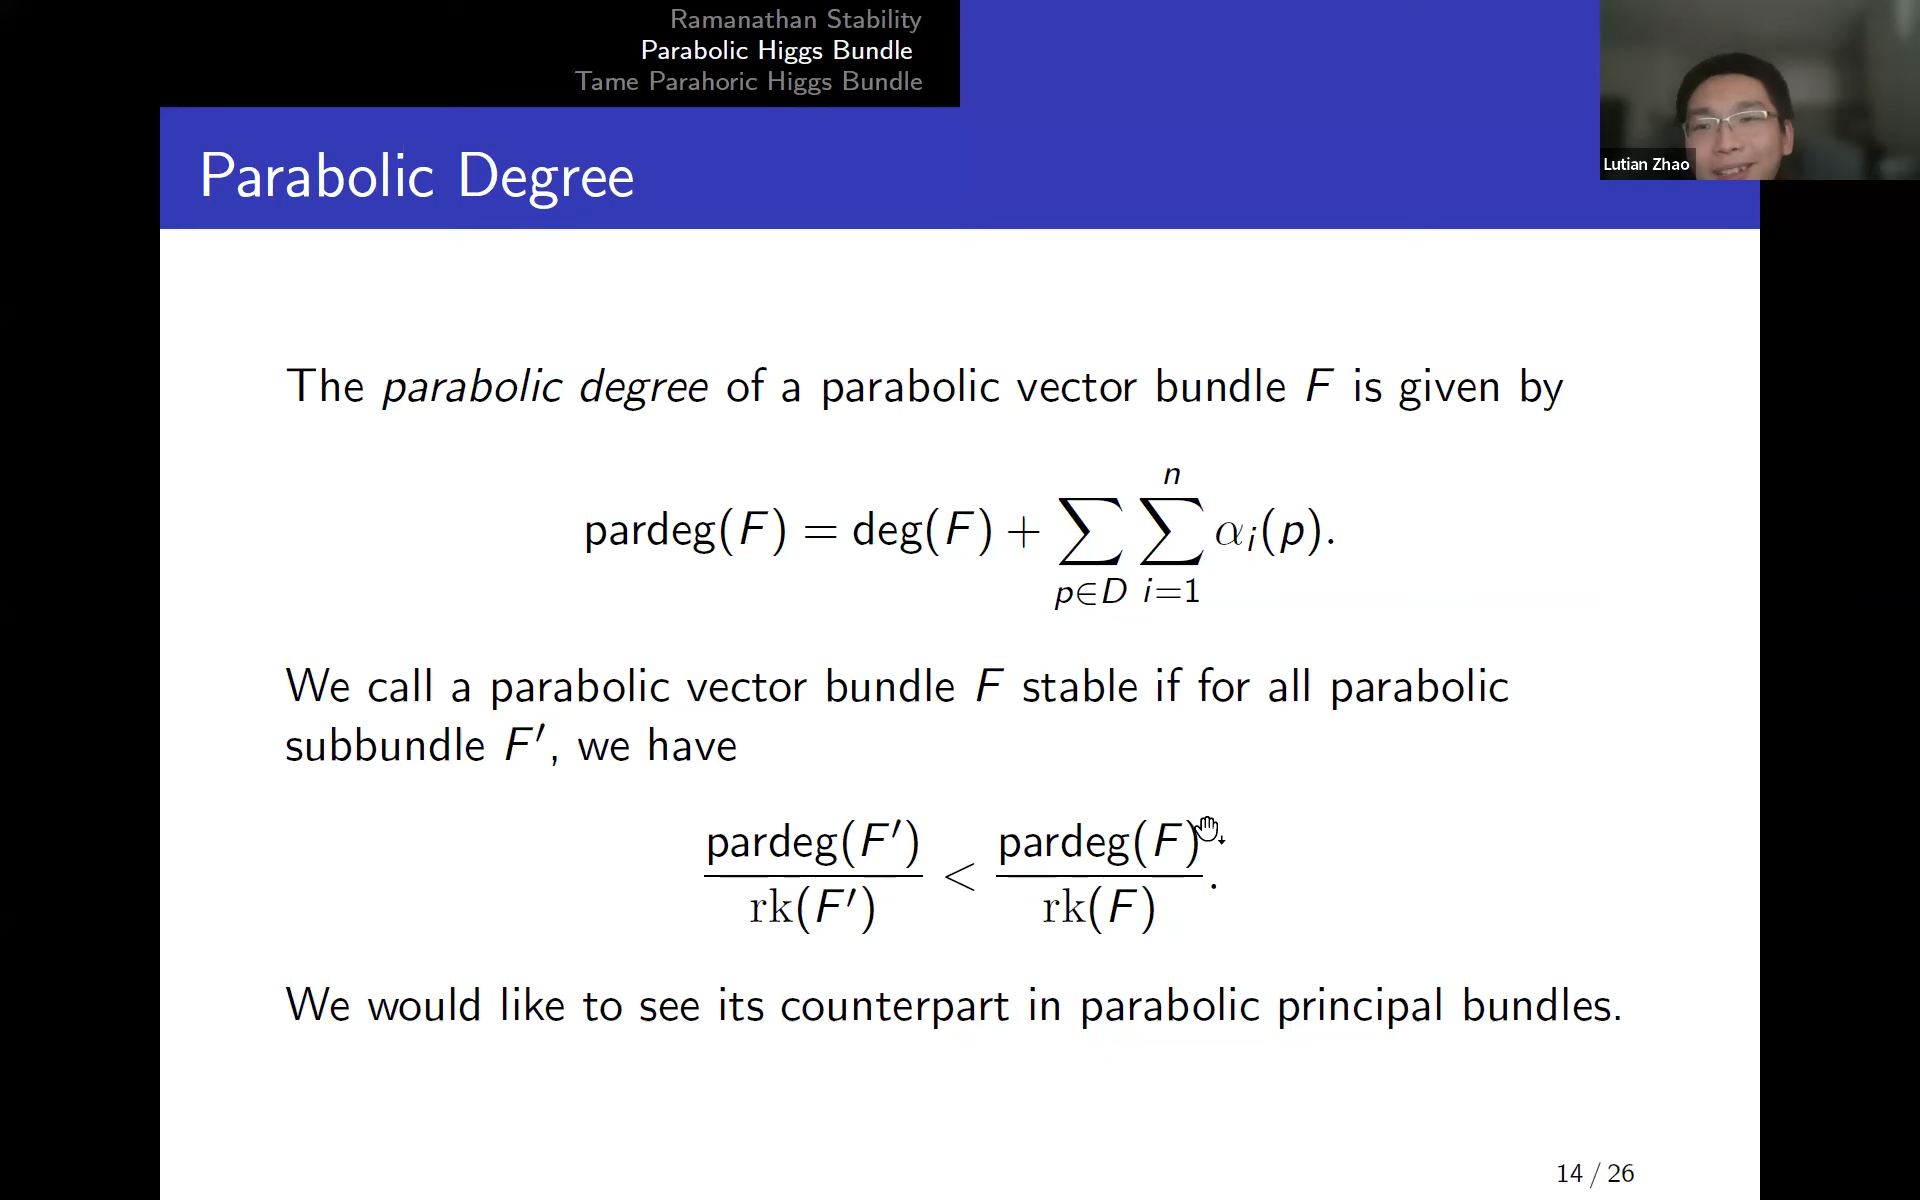 Ramanathan Stability
Parabolic Higgs Bundle
Tame Parahoric Higgs Bundle
Lutian Zhao
Parabolic Degree
The parabolic degree of a parabolic vector bundle F is given by
pardeg(F) = deg(F) + ∑_{p∈D} ∑_{i=1}^{n} α_i(p).
We call a parabolic vector bundle F stable if for all parabolic
subbundle F′, we have
pardeg(F′)/rk(F′) < pardeg(F)/rk(F).
We would like to see its counterpart in parabolic principal bundles.
14 / 26